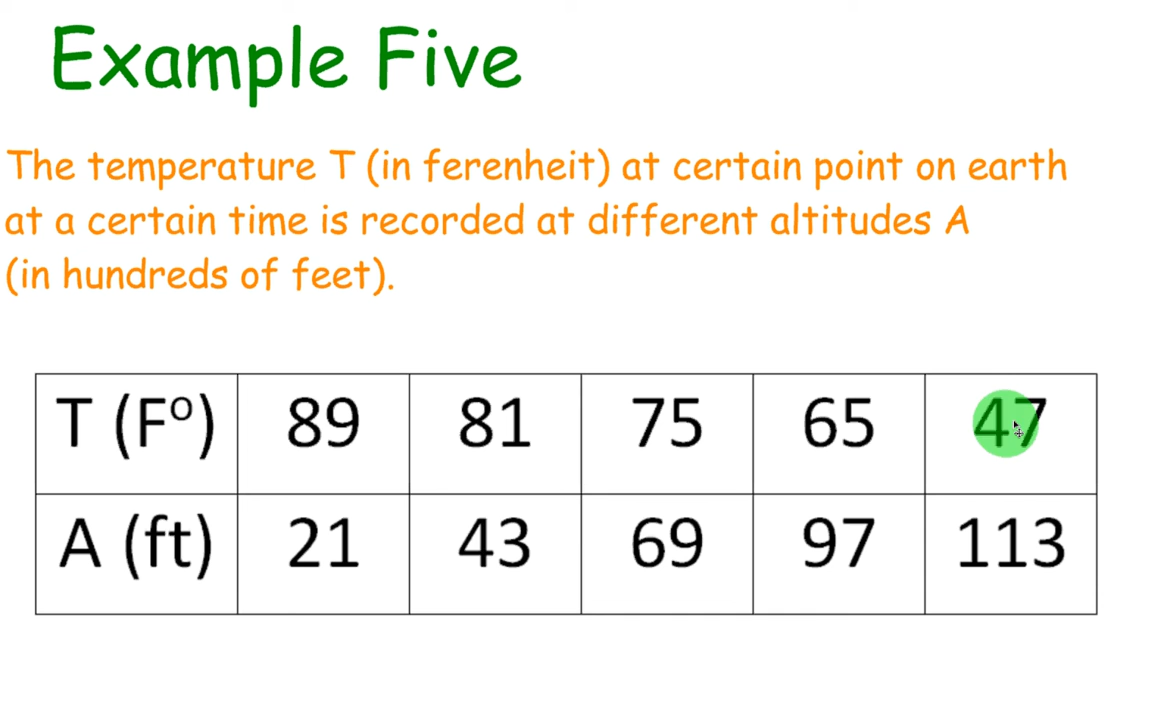 Example Five
The temperature T (in ferenheit) at certain point on earth
at a certain time is recorded at different altitudes A
(in hundreds of feet).
T (Fº) 89 81 75 65 47
A (ft) 21 43 69 97 113